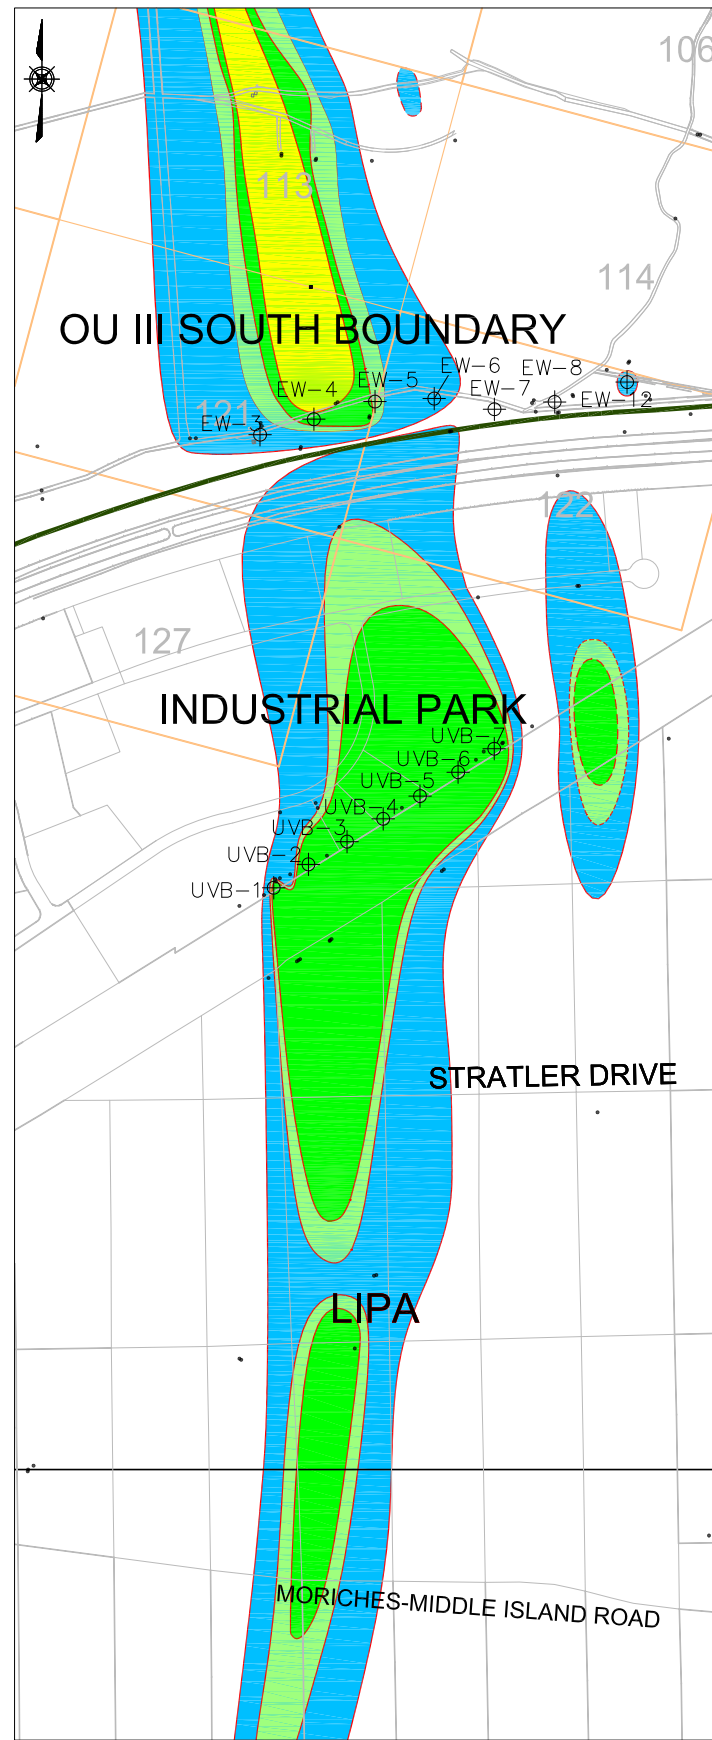 106
113
114
OU III SOUTH BOUNDARY
EW-6
EW-8
EW-5
EW-4
EW-7
EW-12
121
EW-3
122
127
INDUSTRIAL PARK
UVB-7
UVB-6
UVB-5
UVB-4
UVB-3
UVB-2
UVB-1
STRATLER DRIVE
LIPA
MORICHES-MIDDLE ISLAND ROAD